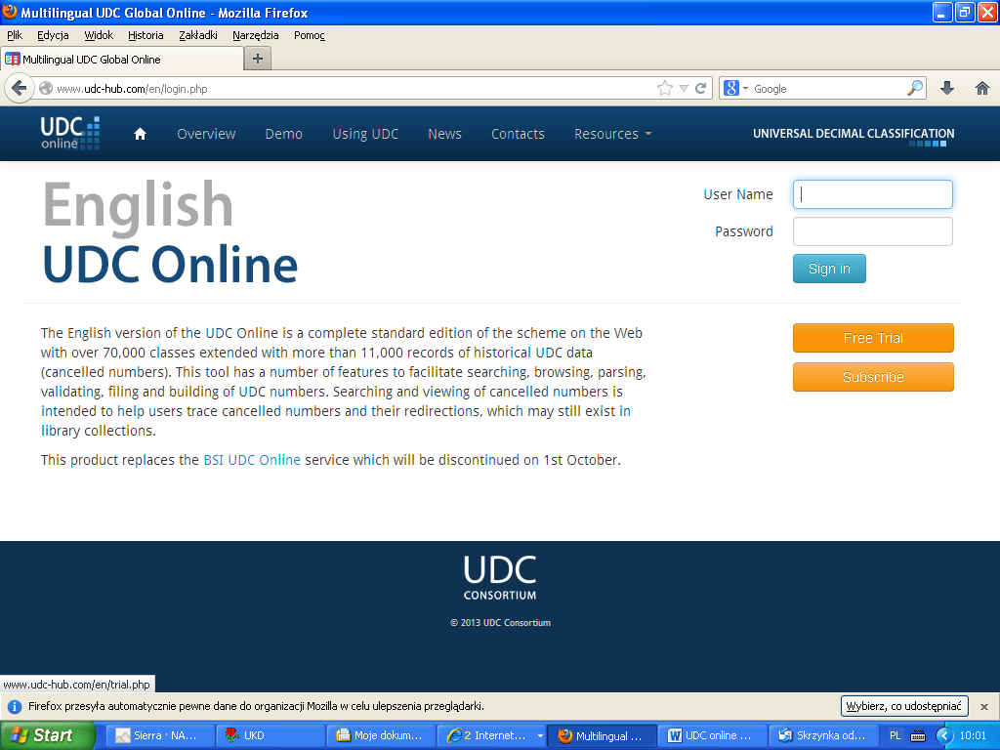 Multilingual UDC Global Online - Mozilla Firefox
Plik Edycja Widok Historia Zakładki Narzędzia Pomoc
Multilingual UDC Global Online
www.udc-hub.com/en/login.php
Google
UDC online
Overview Demo Using UDC News Contacts Resources
UNIVERSAL DECIMAL CLASSIFICATION
English
UDC Online
User Name
Password
Sign in
The English version of the UDC Online is a complete standard edition of the scheme on the Web
with over 70,000 classes extended with more than 11,000 records of historical UDC data
(cancelled numbers). This tool has a number of features to facilitate searching, browsing, parsing,
validating, filing and building of UDC numbers. Searching and viewing of cancelled numbers is
intended to help users trace cancelled numbers and their redirections, which may still exist in
library collections.
This product replaces the BSI UDC Online service which will be discontinued on 1st October.
Free Trial
Subscribe
UDC
CONSORTIUM
© 2013 UDC Consortium
www.udc-hub.com/en/trial.php
Firefox przesyła automatycznie pewne dane do organizacji Mozilla w celu ulepszenia przeglądarki.
Wybierz, co udostępniać
Start
Sierra · NA...
UKD
Moje dokum...
2 Internet...
Multilingual ...
UDC online ...
Skrzynka od...
PL
10:01